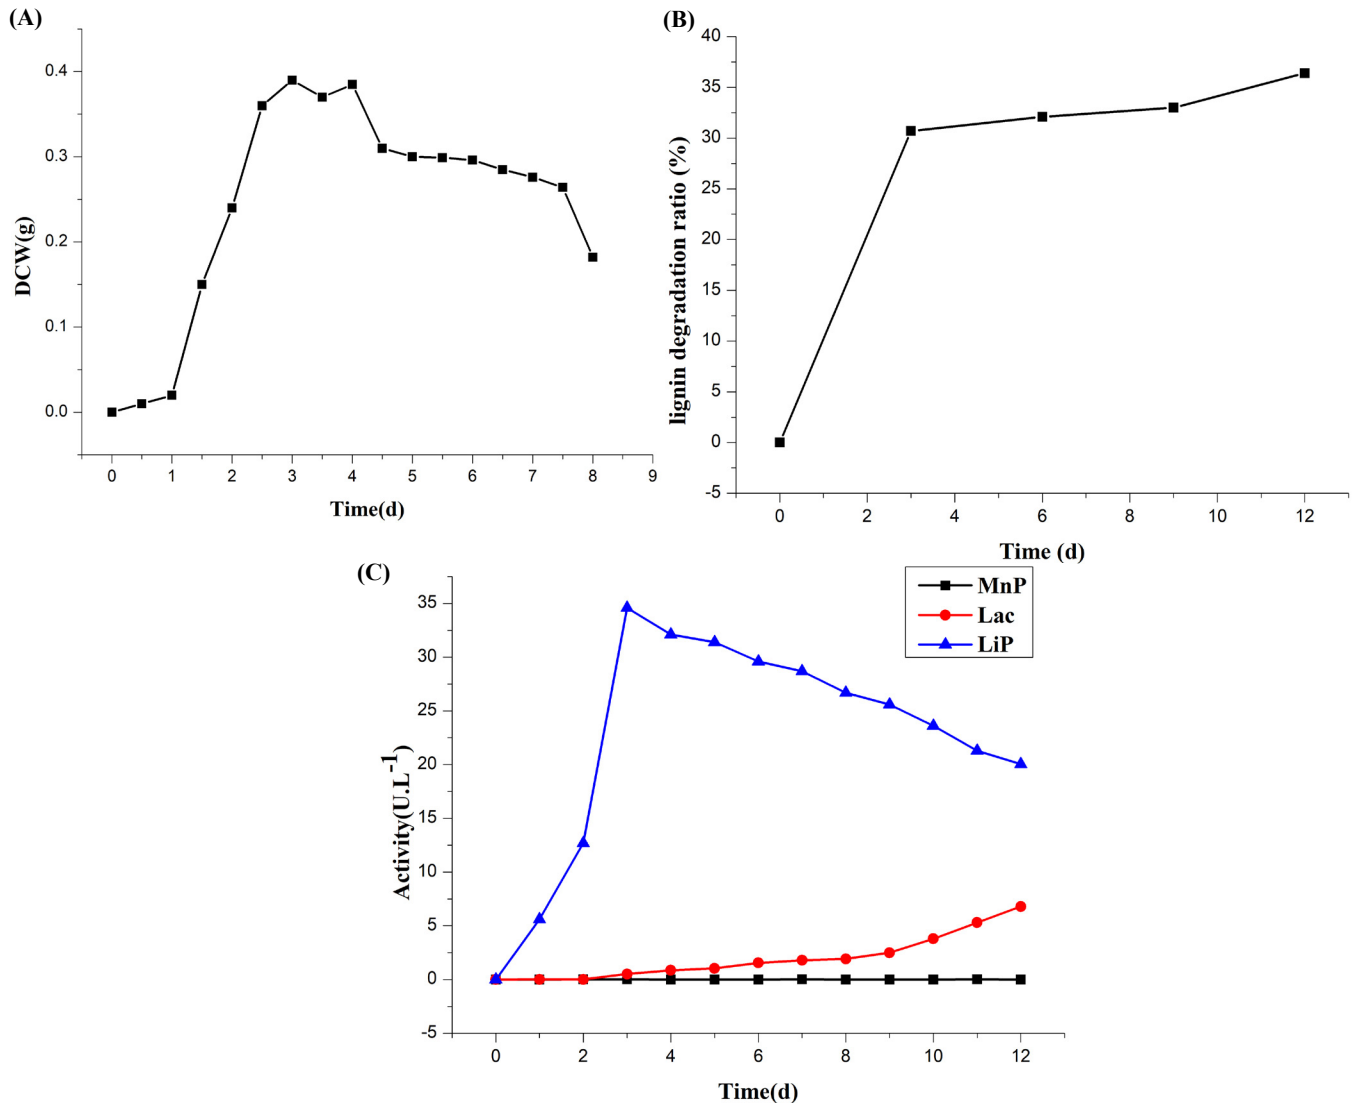 (A)
0.4
0.3
0.2
0.1
0.0
DCW(g)
0 1 2 3 4 5 6 7 8 9
Time(d)
(B)
40
35
30
25
20
15
10
5
0
-5
lignin degradation ratio (%)
0 2 4 6 8 10 12
Time (d)
(C)
MnP
Lac
LiP
35
30
25
20
15
10
5
0
-5
Activity(U.L-1)
0 2 4 6 8 10 12
Time(d)